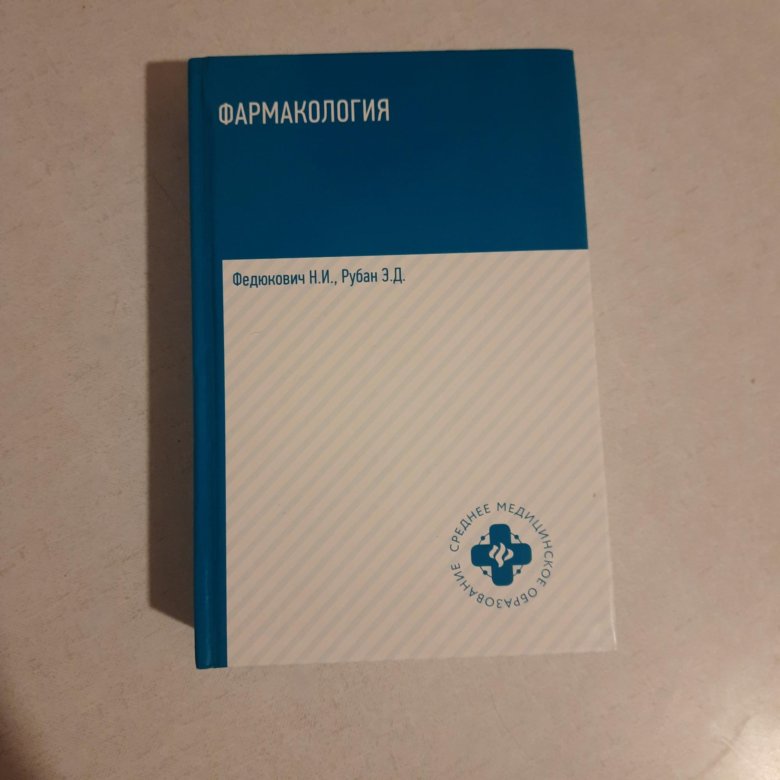 ФАРМАКОЛОГИЯ
Федюкович Н.И., Рубан Э.Д.
СРЕДНЕЕ МЕДИЦИНСКОЕ ОБРАЗОВАНИЕ